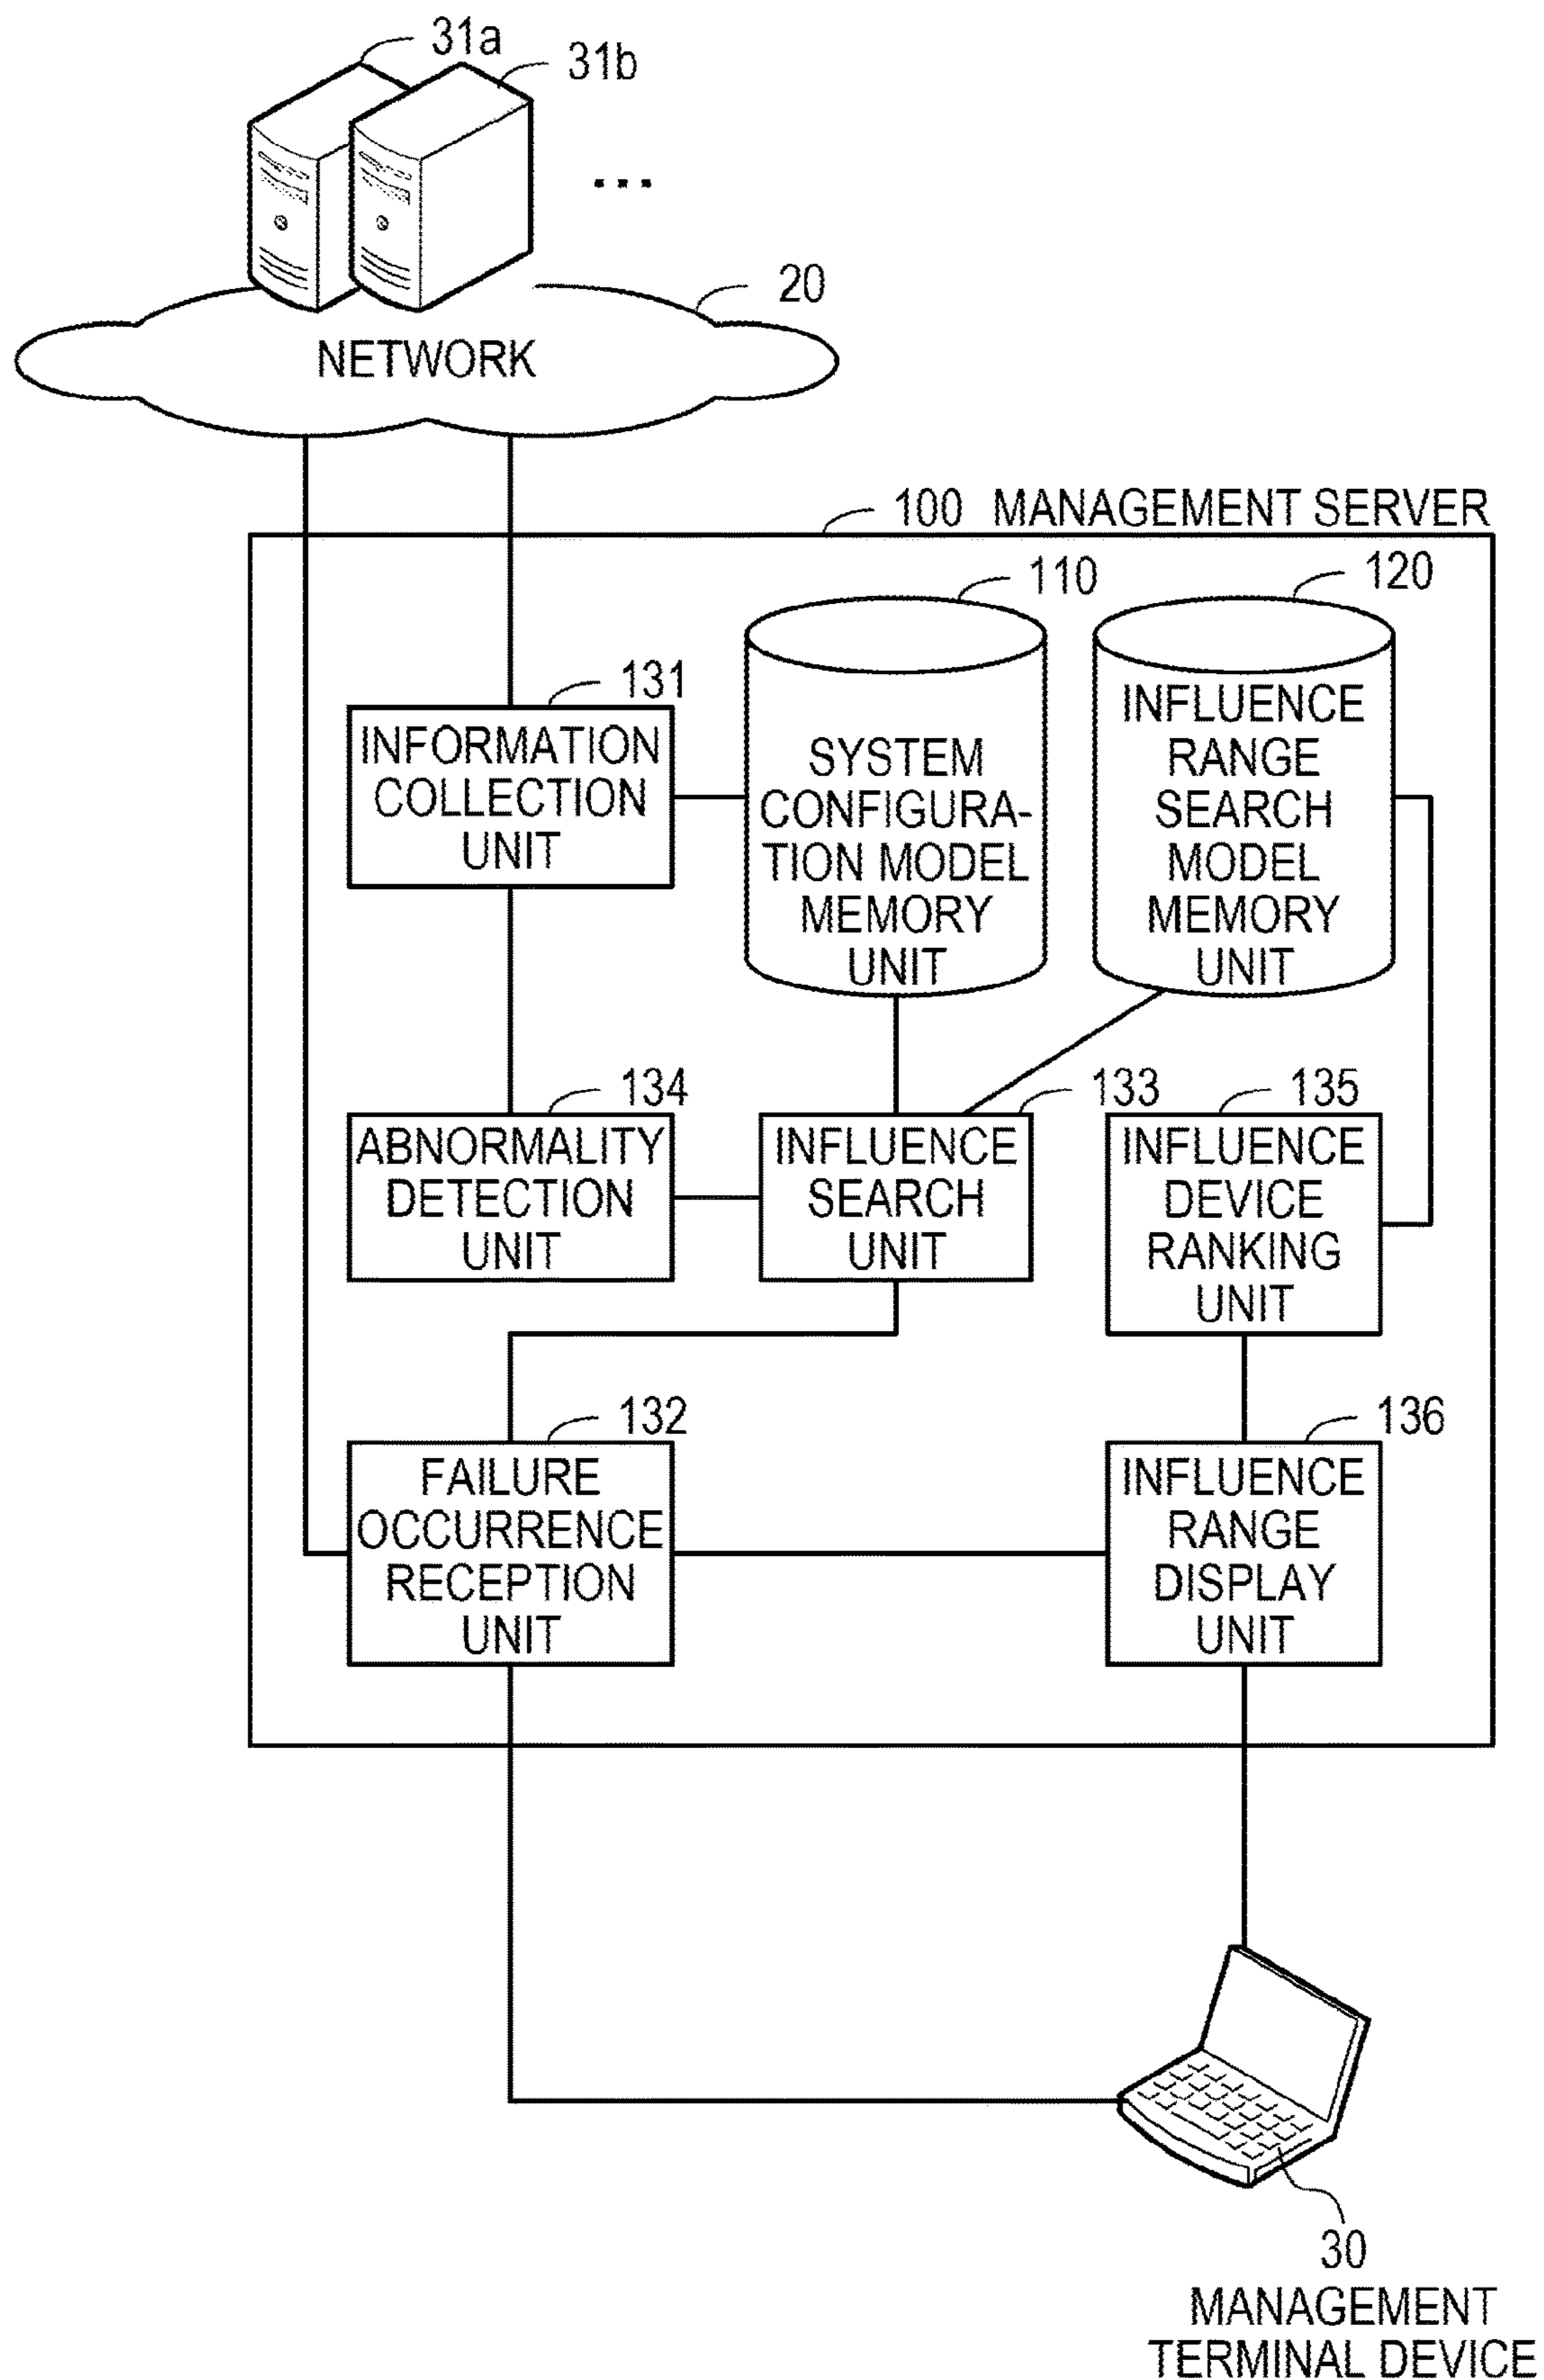 31a
31b
...
20
NETWORK
100 MANAGEMENT SERVER
110
120
131
INFORMATION
COLLECTION
UNIT
SYSTEM
CONFIGURA-
TION MODEL
MEMORY
UNIT
INFLUENCE
RANGE
SEARCH
MODEL
MEMORY
UNIT
134
ABNORMALITY
DETECTION
UNIT
133
INFLUENCE
SEARCH
UNIT
135
INFLUENCE
DEVICE
RANKING
UNIT
132
FAILURE
OCCURRENCE
RECEPTION
UNIT
136
INFLUENCE
RANGE
DISPLAY
UNIT
30
MANAGEMENT
TERMINAL DEVICE